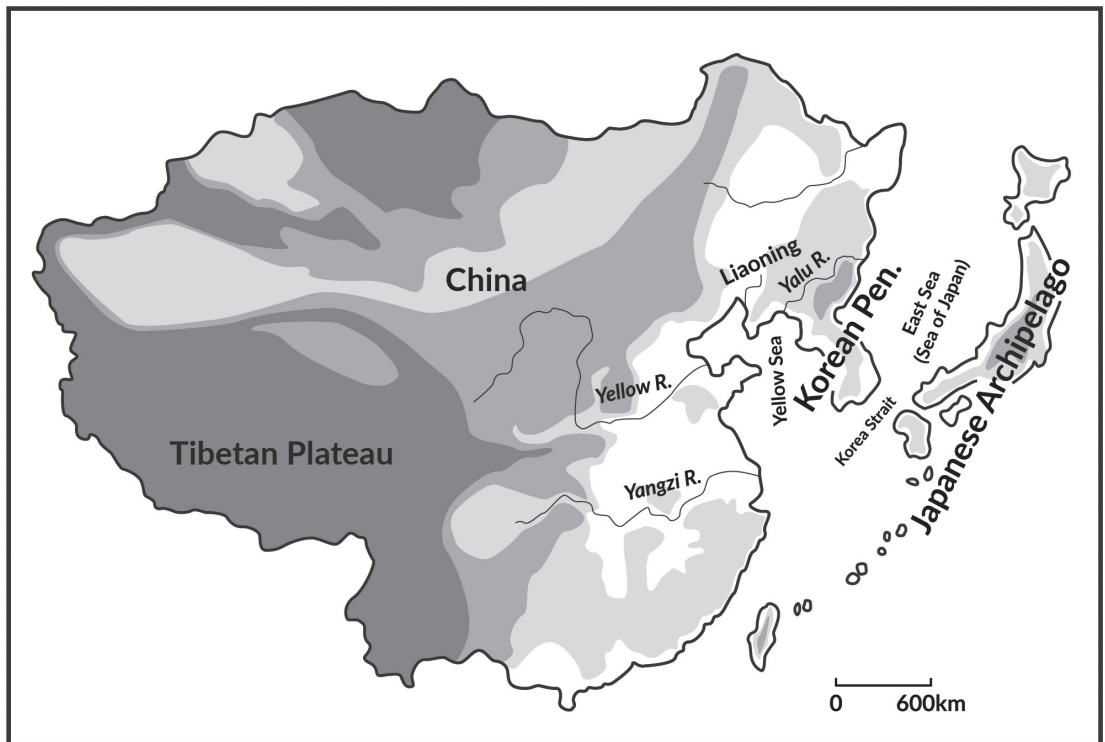 China
Tibetan Plateau
Liaoning
Yalu R.
Yellow R.
Yangzi R.
Yellow Sea
Korean Pen.
East Sea
(Sea of Japan)
Korea Strait
Japanese Archipelago
0 600km